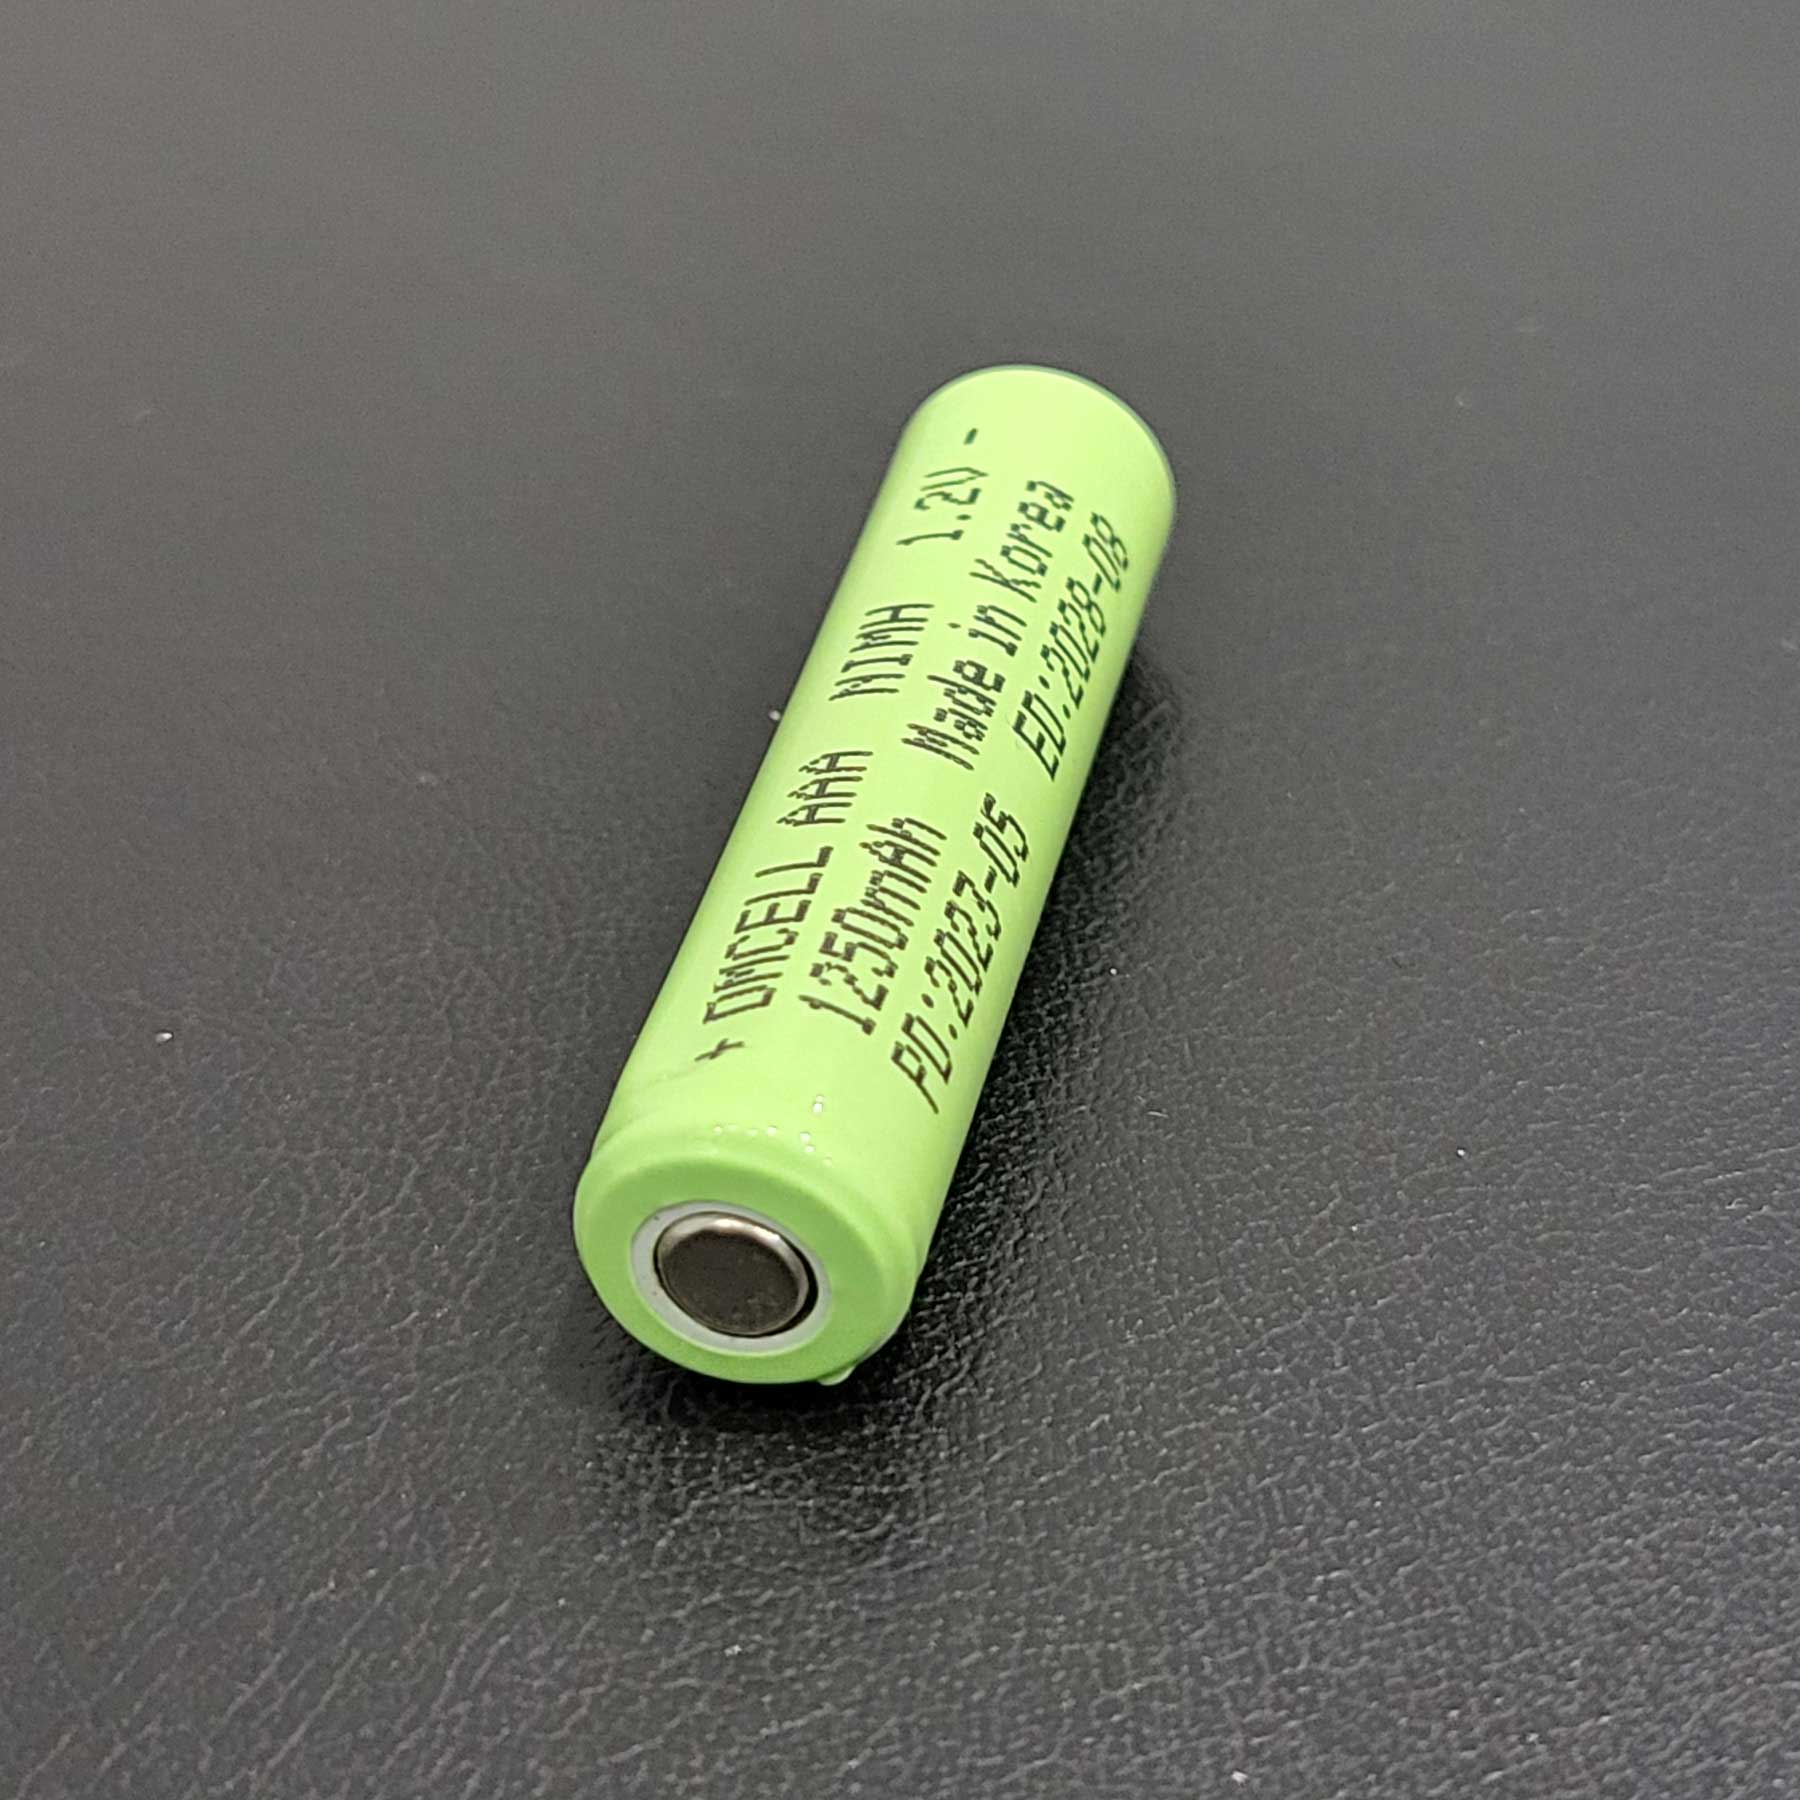 + DMCELL AAA NIMH 1.2V -
1250mAh Made in Korea
PD:2023-05 ED:2028-08